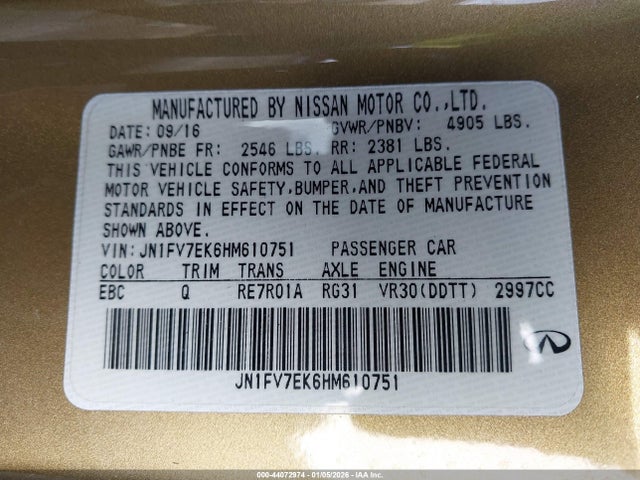 MANUFACTURED BY NISSAN MOTOR CO.,LTD.
DATE: 09/16 GVWR/PNBV: 4905 LBS.
GAWR/PNBE FR: 2546 LBS. RR: 2381 LBS.
THIS VEHICLE CONFORMS TO ALL APPLICABLE FEDERAL
MOTOR VEHICLE SAFETY,BUMPER,AND THEFT PREVENTION
STANDARDS IN EFFECT ON THE DATE OF MANUFACTURE
SHOWN ABOVE.
VIN:JN1FV7EK6HM610751 PASSENGER CAR
COLOR TRIM TRANS AXLE ENGINE
EBC Q RE7R01A RG31 VR30(DDTT) 2997CC
JN1FV7EK6HM610751
000-44072974 - 01/05/2026 - IAA Corp.